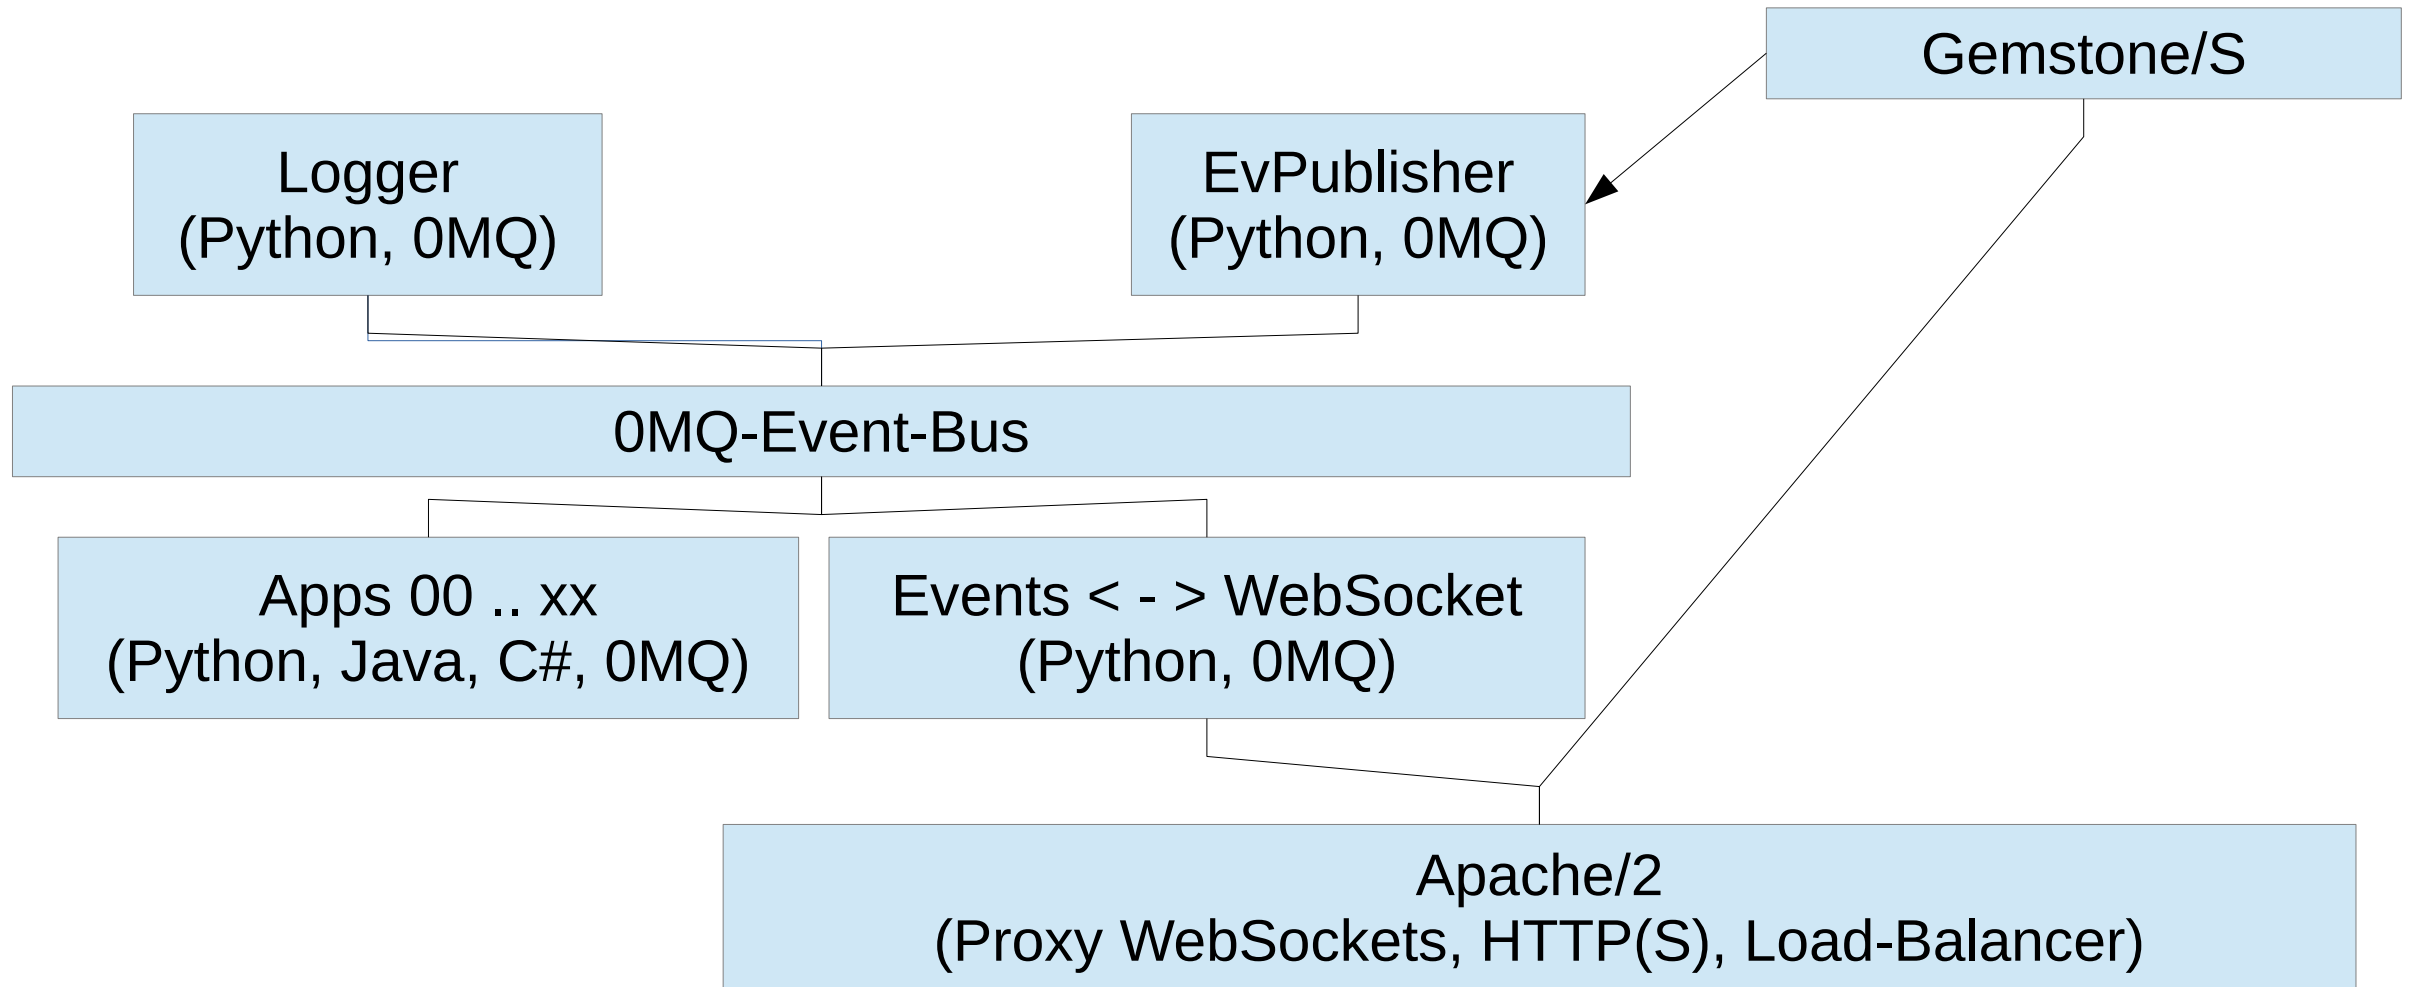 Gemstone/S
Logger
(Python, 0MQ)
EvPublisher
(Python, 0MQ)
0MQ-Event-Bus
Apps 00 .. xx
(Python, Java, C#, 0MQ)
Events < - > WebSocket
(Python, 0MQ)
Apache/2
(Proxy WebSockets, HTTP(S), Load-Balancer)